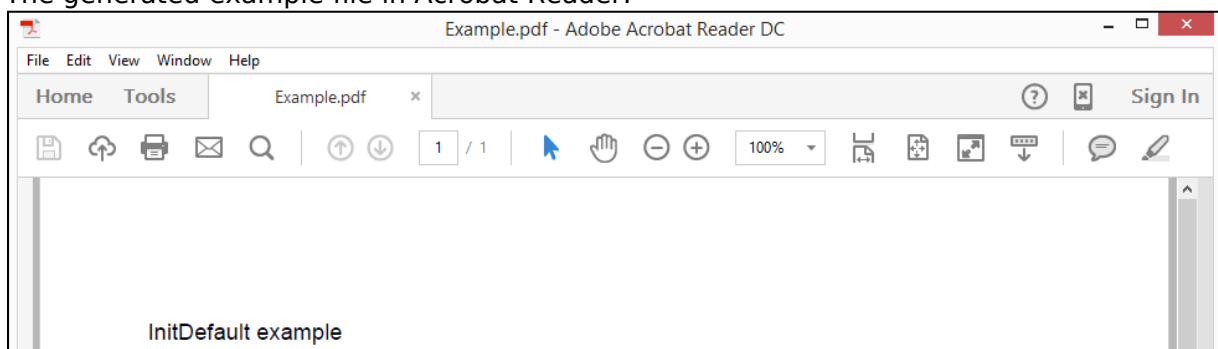 The generated example file in Acrobat Reader:
Example.pdf - Adobe Acrobat Reader DC
File Edit View Window Help
Home Tools Example.pdf × ? Sign In
1 / 1 100%
InitDefault example